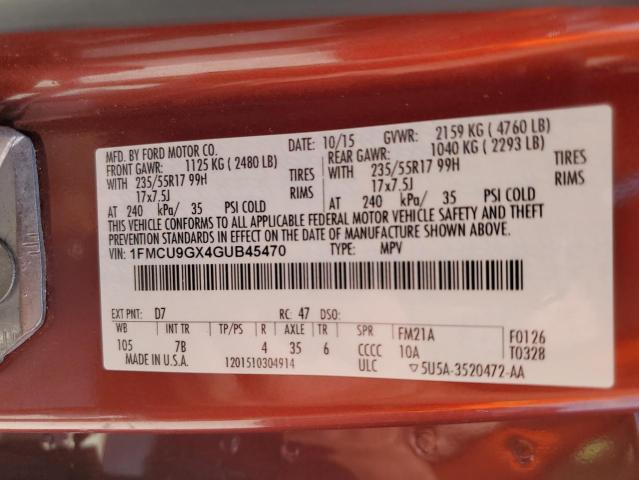 MFD. BY FORD MOTOR CO. DATE: 10/15 GVWR: 2159 KG ( 4760 LB)
FRONT GAWR: 1125 KG ( 2480 LB) REAR GAWR: 1040 KG ( 2293 LB)
WITH 235/55R17 99H TIRES WITH 235/55R17 99H TIRES
17x7.5J RIMS 17x7.5J RIMS
AT 240 kPa/ 35 PSI COLD AT 240 kPa/ 35 PSI COLD
THIS VEHICLE CONFORMS TO ALL APPLICABLE FEDERAL MOTOR VEHICLE SAFETY AND THEFT
PREVENTION STANDARDS IN EFFECT ON THE DATE OF MANUFACTURE SHOWN ABOVE.
VIN: 1FMCU9GX4GUB45470 TYPE: MPV
EXT PNT: D7 RC: 47 DSO:
WB INT TR TP/PS R AXLE TR SPR FM21A F0126
105 7B 4 35 6 CCCC 10A T0328
MADE IN U.S.A. 1201510304914 ULC ▽5U5A-3520472-AA